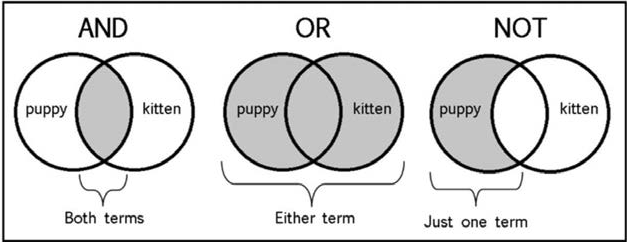 AND OR NOT
puppy kitten puppy kitten puppy kitten
Both terms Either term Just one term